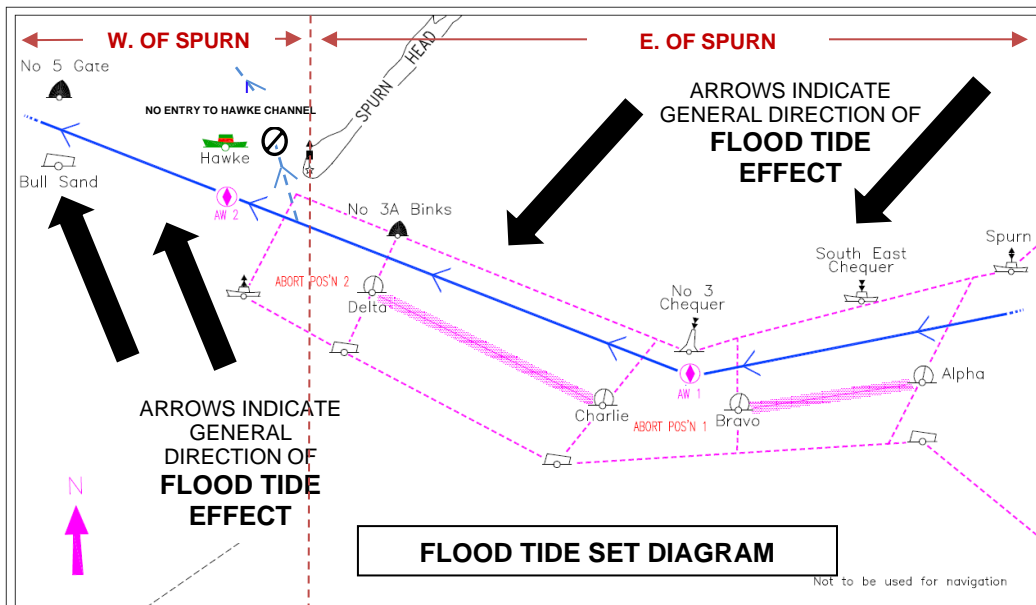 W. OF SPURN
E. OF SPURN
No 5 Gate
SPURN HEAD
NO ENTRY TO HAWKE CHANNEL
ARROWS INDICATE
GENERAL DIRECTION OF
FLOOD TIDE
EFFECT
Hawke
Bull Sand
AW 2
No 3A Binks
South East
Chequer
Spurn
ABORT POS'N 2
Delta
No 3
Chequer
AW 1
Alpha
Charlie
Bravo
ABORT POS'N 1
ARROWS INDICATE
GENERAL
DIRECTION OF
FLOOD TIDE
EFFECT
N
FLOOD TIDE SET DIAGRAM
Not to be used for navigation